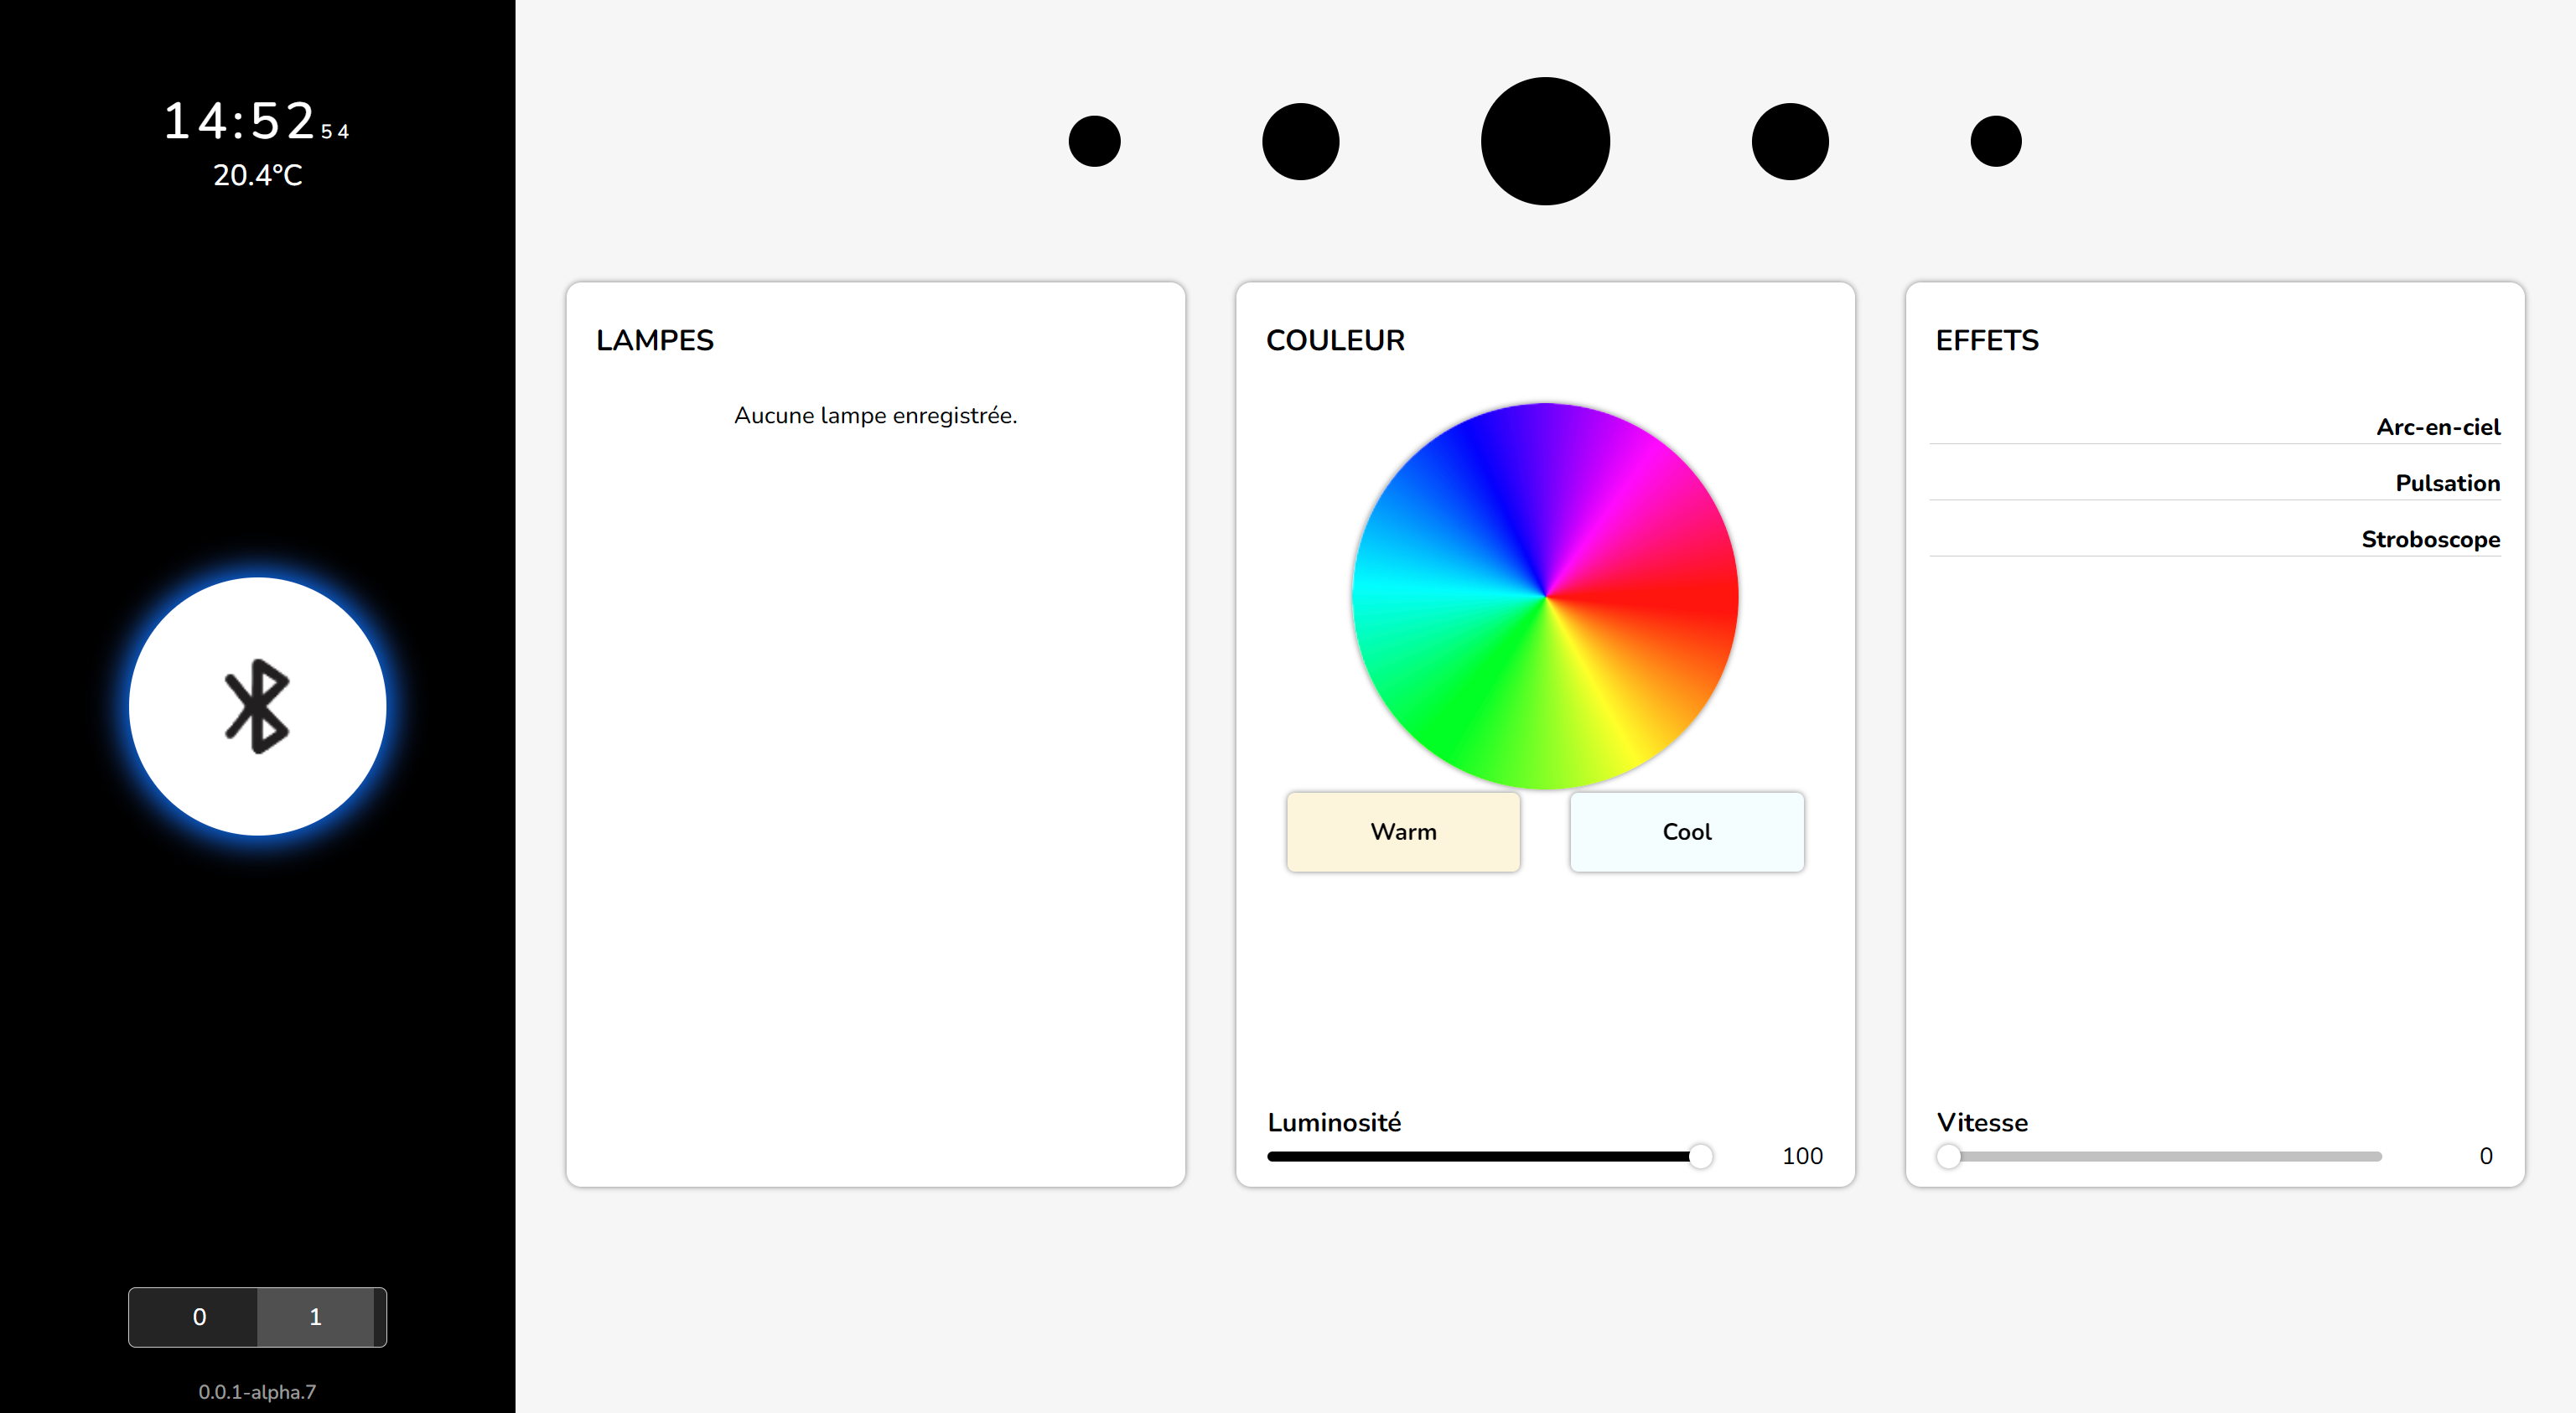 14:52 54
20.4°C
0 1
0.0.1-alpha.7
LAMPES
Aucune lampe enregistrée.
COULEUR
Warm
Cool
Luminosité
100
EFFETS
Arc-en-ciel
Pulsation
Stroboscope
Vitesse
0